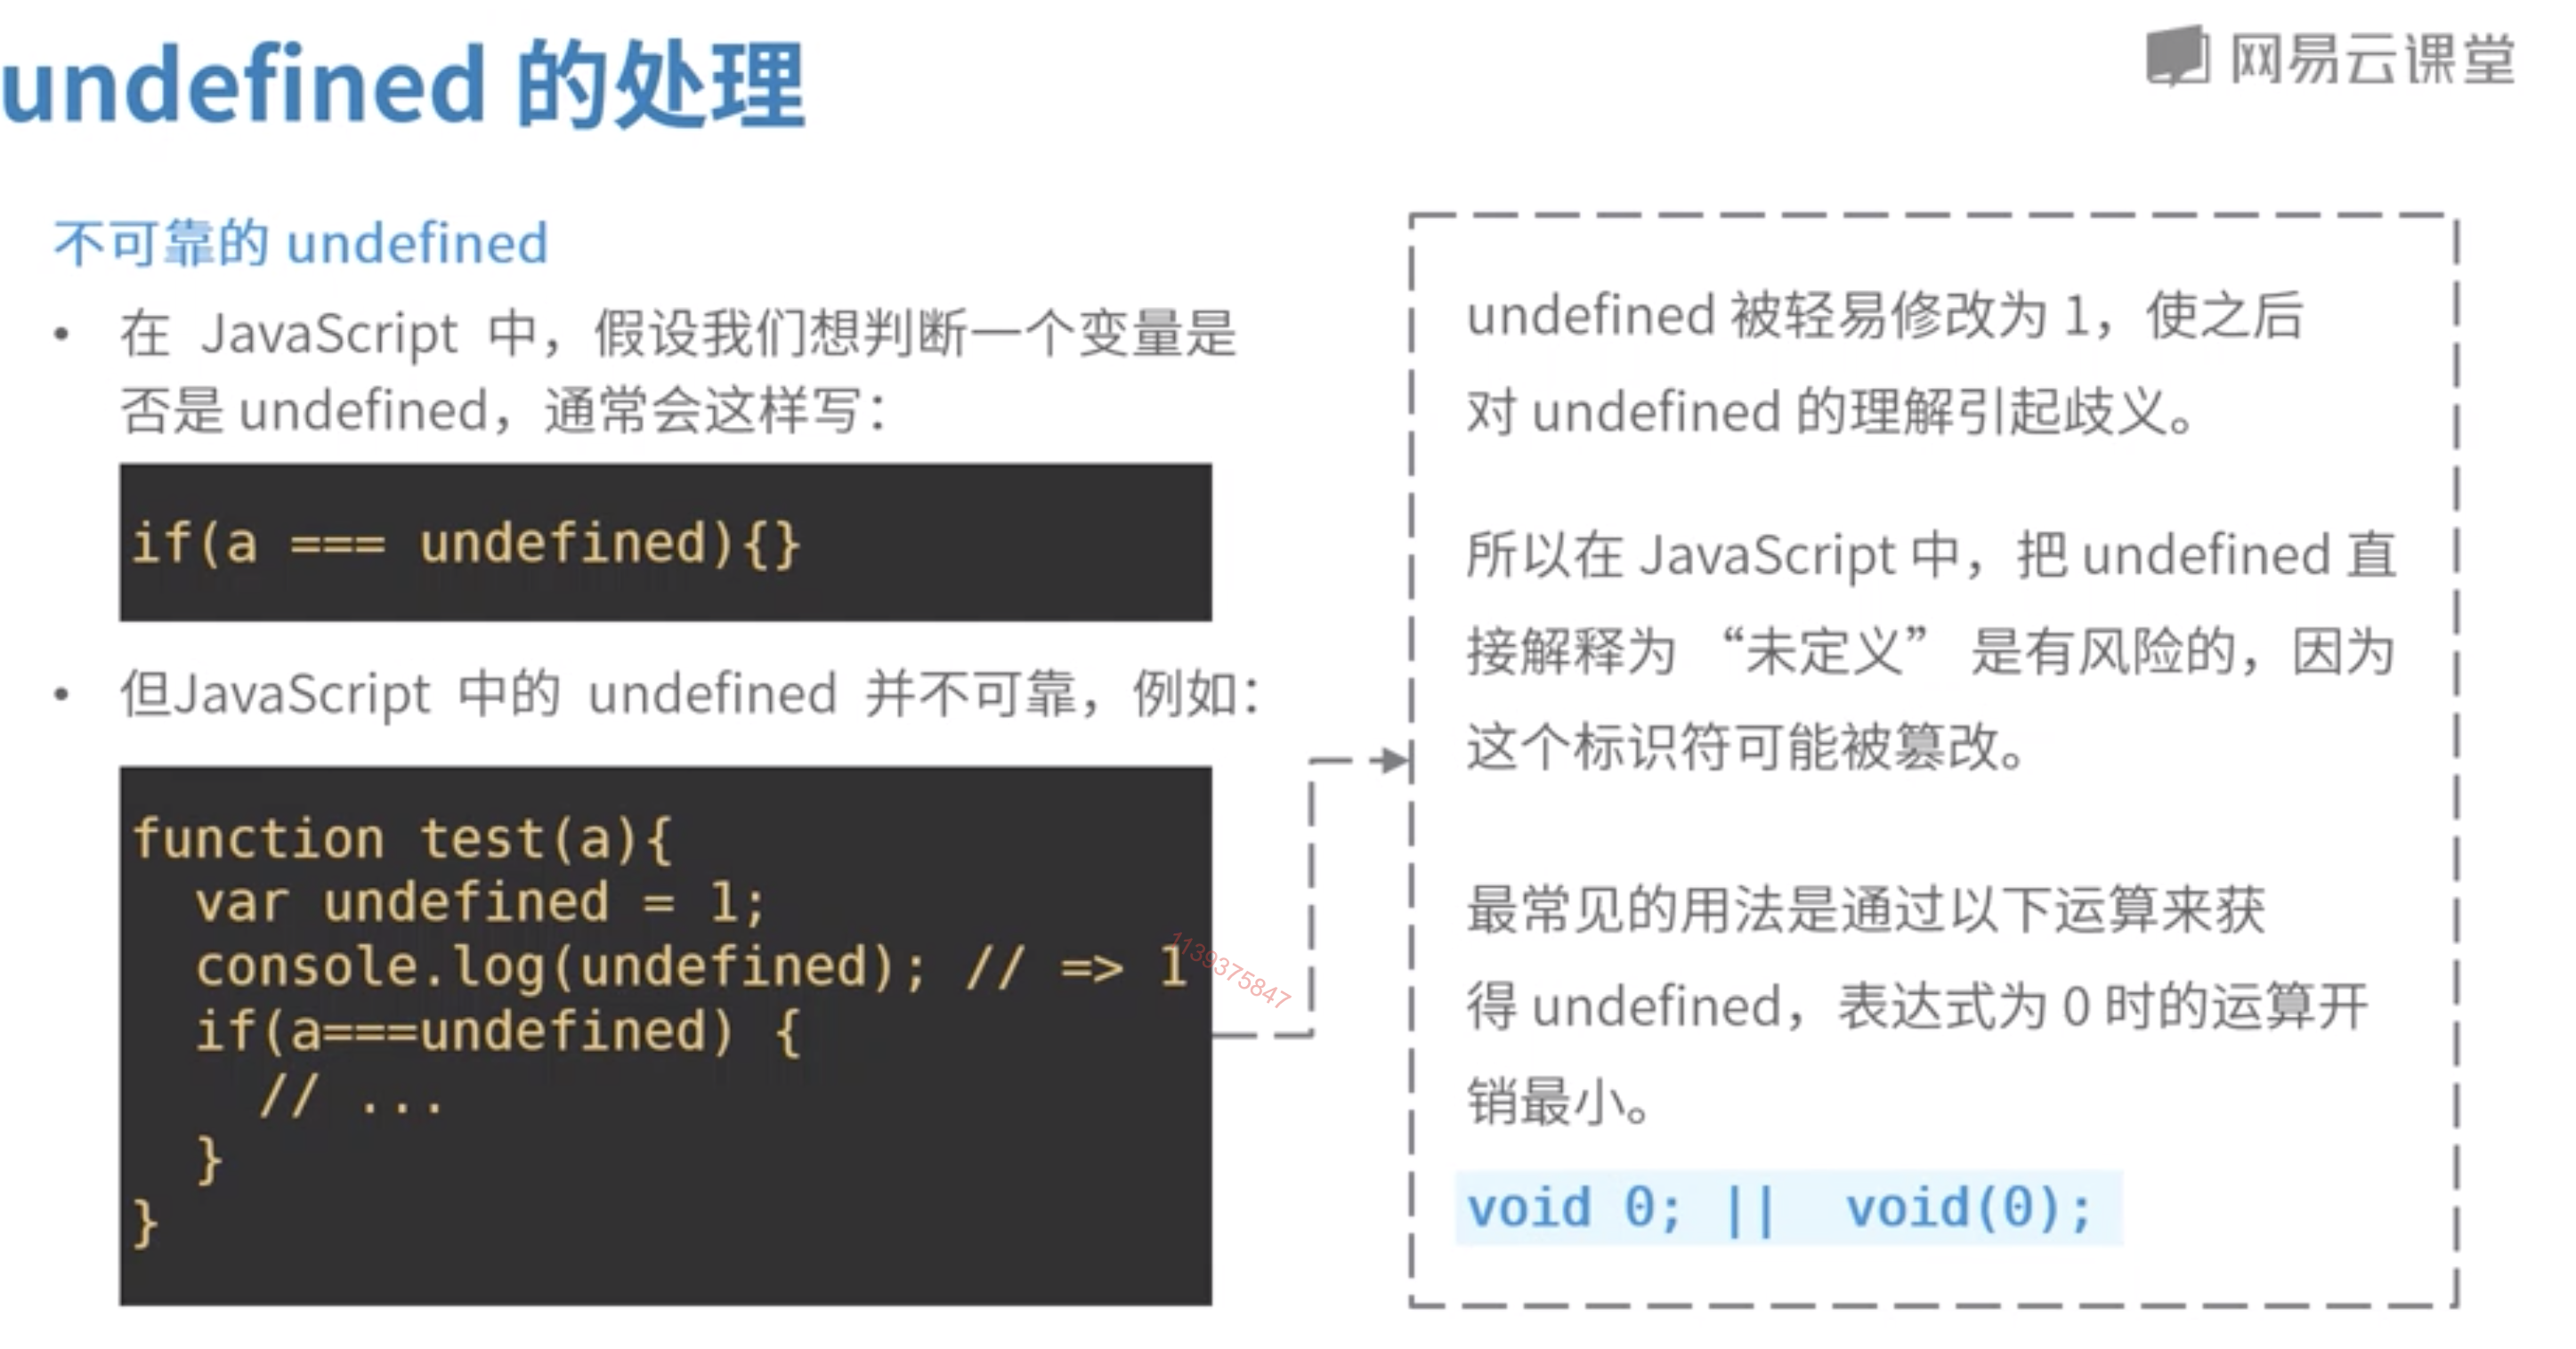 undefined 的处理
网易云课堂
不可靠的 undefined
• 在 JavaScript 中，假设我们想判断一个变量是
否是 undefined，通常会这样写：
if(a === undefined){}
• 但JavaScript 中的 undefined 并不可靠，例如：
function test(a){
  var undefined = 1;
  console.log(undefined); // => 1
  if(a===undefined) {
    // ...
  }
}
1139375847
undefined 被轻易修改为 1，使之后
对 undefined 的理解引起歧义。
所以在 JavaScript 中，把 undefined 直
接解释为 “未定义” 是有风险的，因为
这个标识符可能被篡改。
最常见的用法是通过以下运算来获
得 undefined，表达式为 0 时的运算开
销最小。
void 0; || void(0);